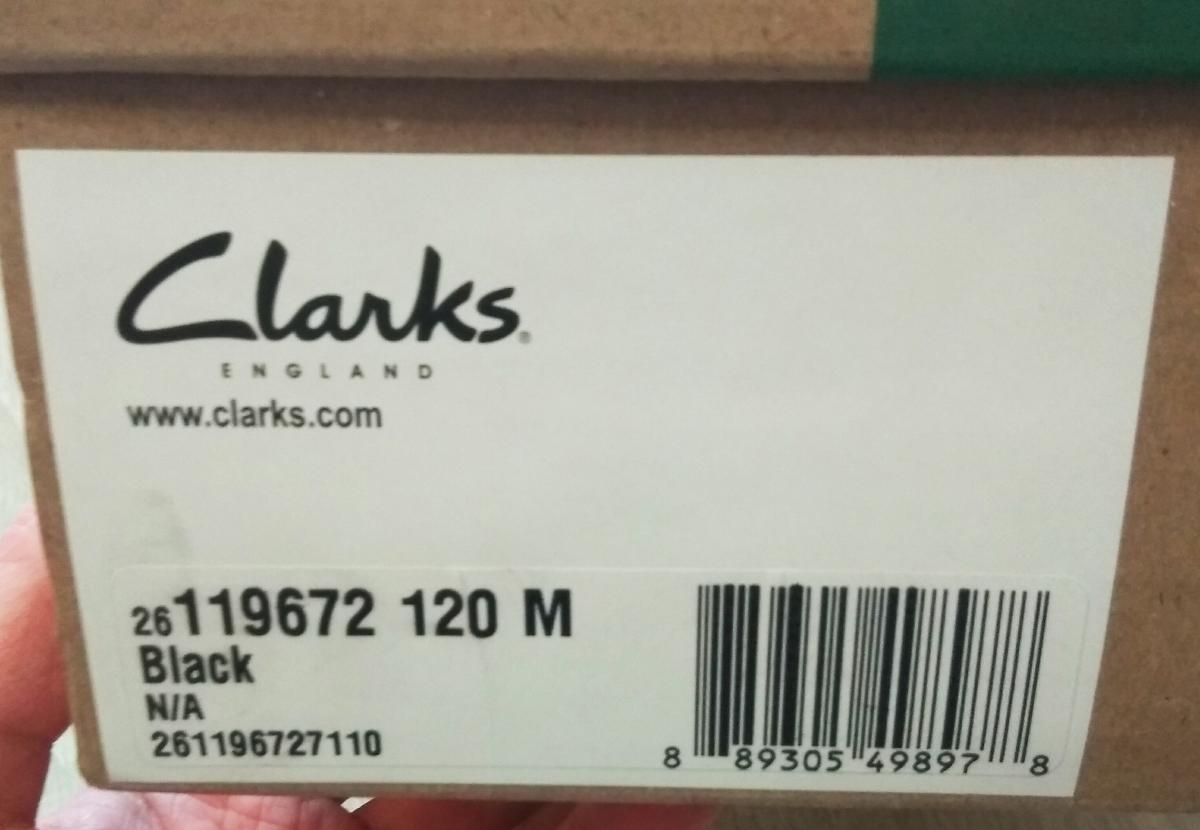 Clarks®
ENGLAND
www.clarks.com
26119672 120 M
Black
N/A
261196727110
8 89305 49897 8